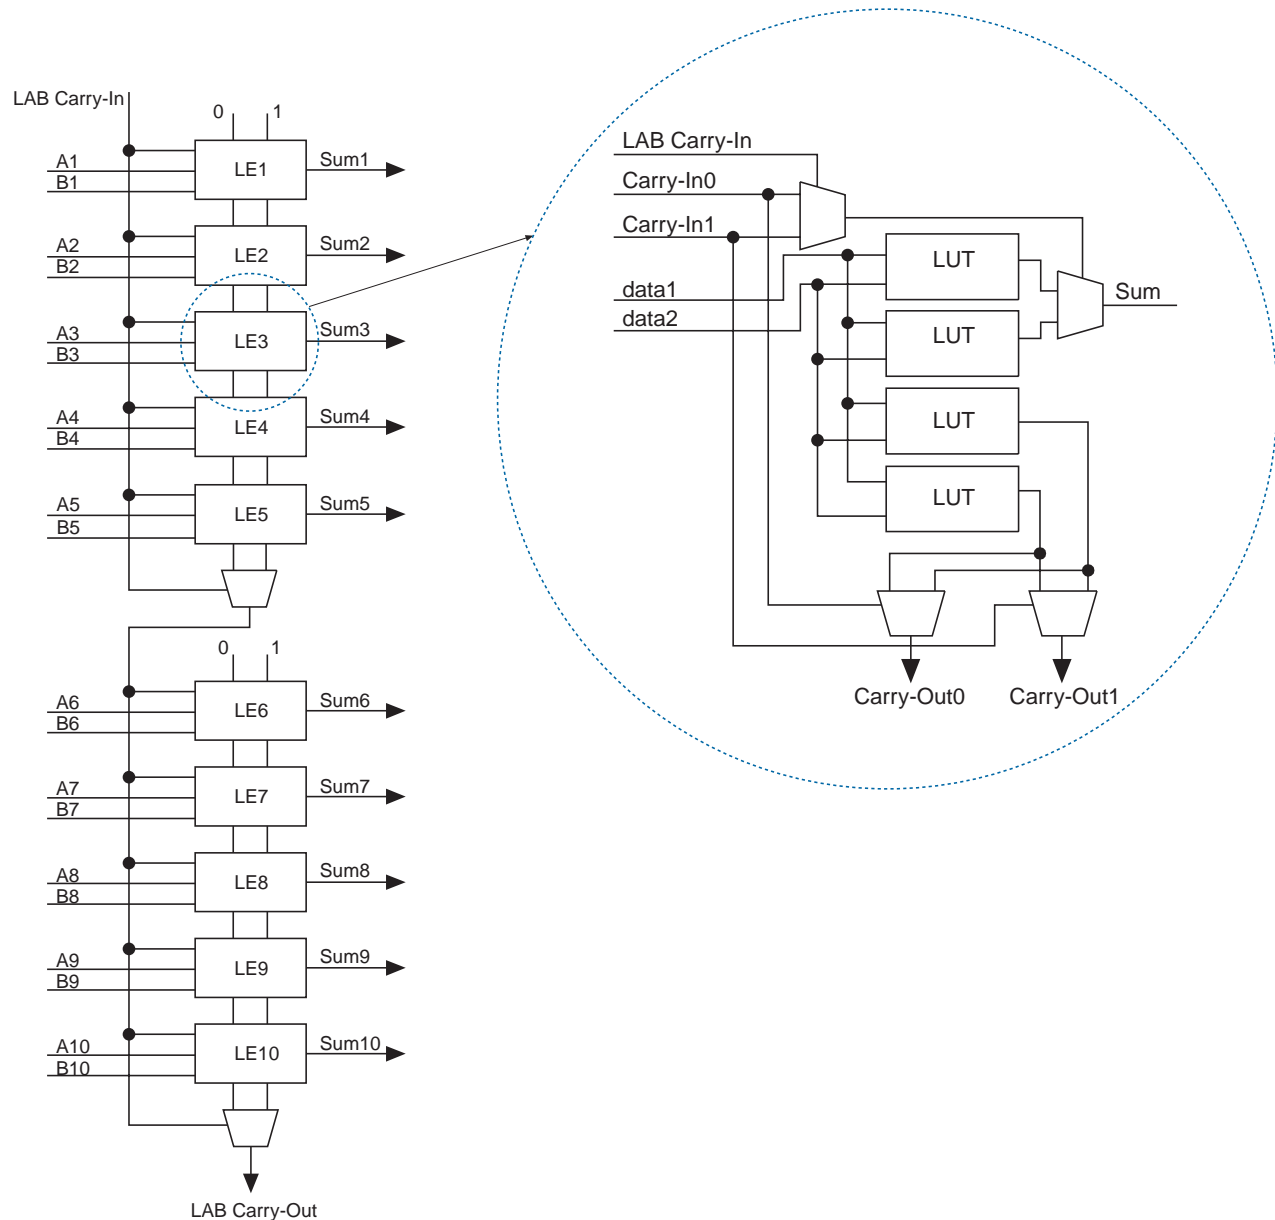 LAB Carry-In
0 1
A1
B1
LE1
Sum1
A2
B2
LE2
Sum2
A3
B3
LE3
Sum3
A4
B4
LE4
Sum4
A5
B5
LE5
Sum5
0 1
A6
B6
LE6
Sum6
A7
B7
LE7
Sum7
A8
B8
LE8
Sum8
A9
B9
LE9
Sum9
A10
B10
LE10
Sum10
LAB Carry-Out
LAB Carry-In
Carry-In0
Carry-In1
data1
data2
LUT
LUT
LUT
LUT
Sum
Carry-Out0
Carry-Out1